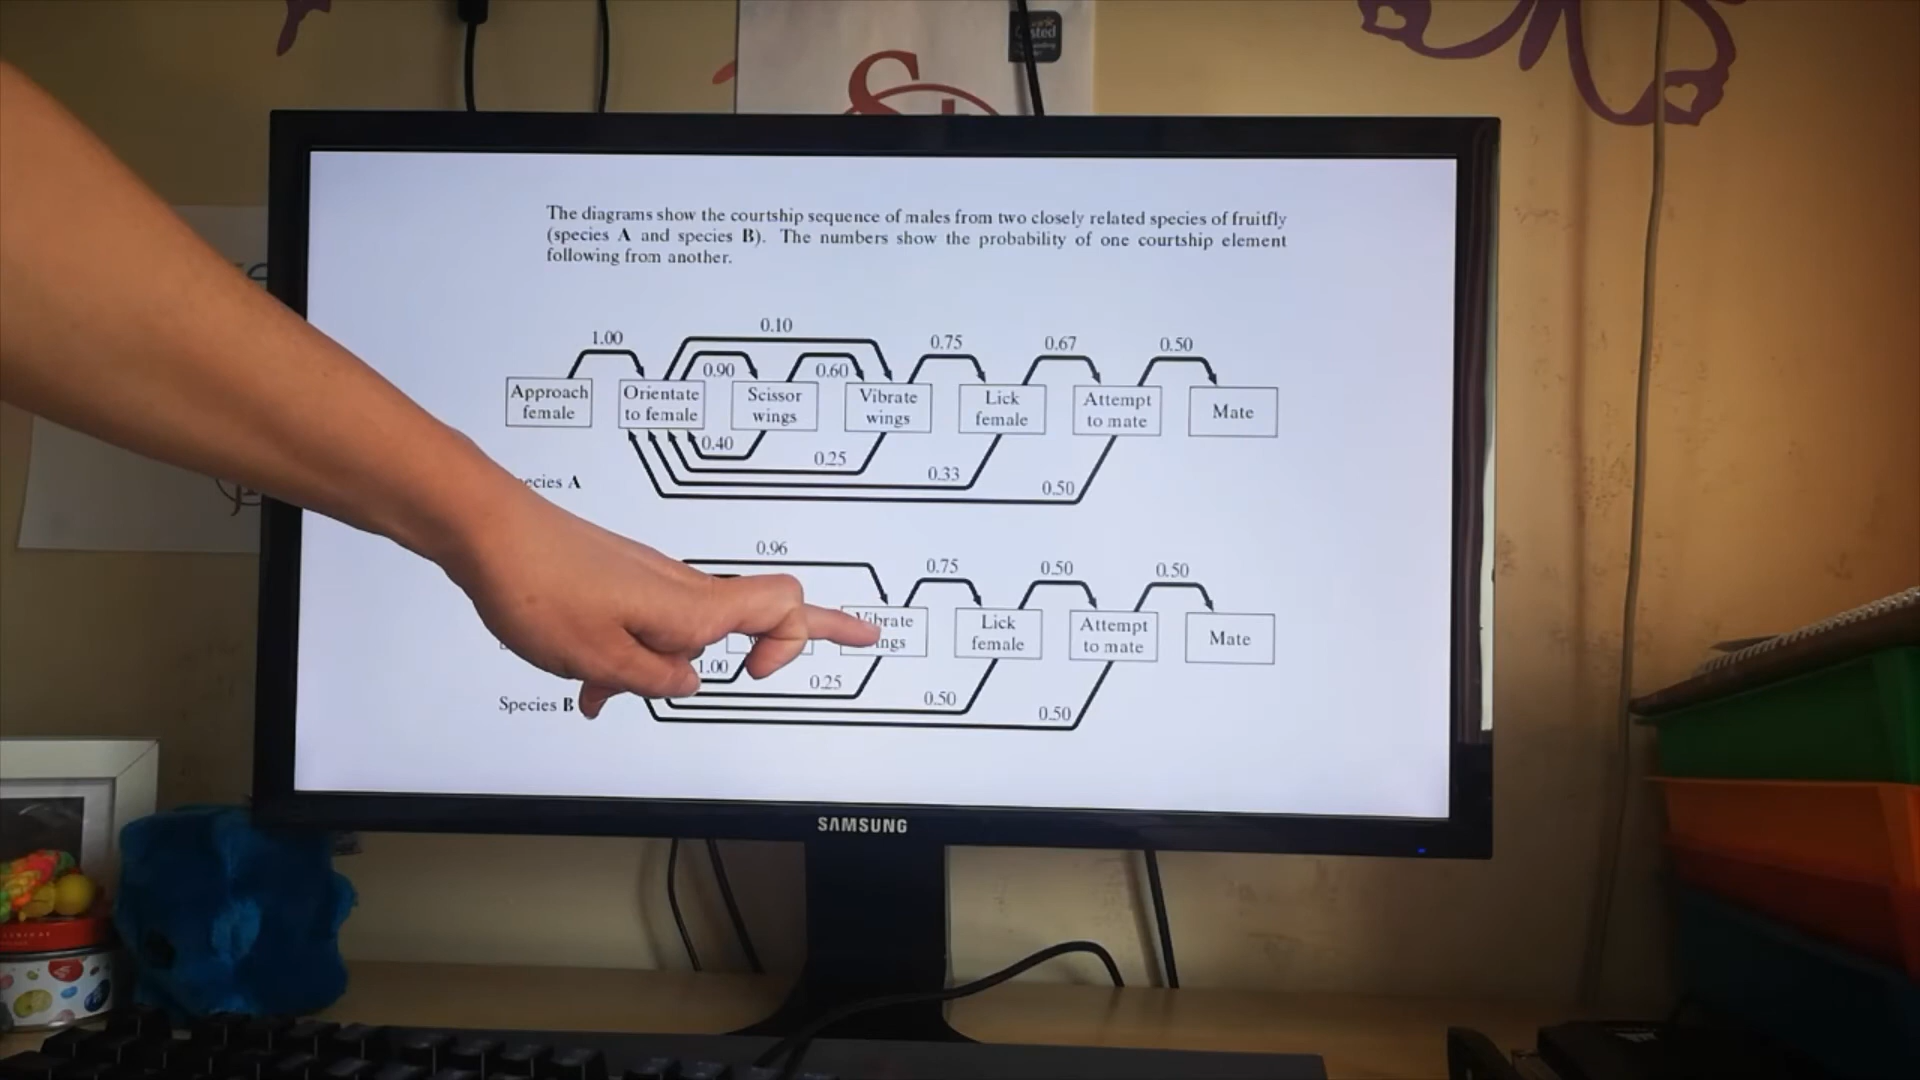 The diagrams show the courtship sequence of males from two closely related species of fruitfly
(species A and species B). The numbers show the probability of one courtship element
following from another.
0.10
1.00
0.75
0.67
0.50
0.90
0.60
Approach
female
Orientate
to female
Scissor
wings
Vibrate
wings
Lick
female
Attempt
to mate
Mate
0.40
0.25
0.33
0.50
A
0.96
0.75
0.50
0.50
Lick
female
Attempt
to mate
Mate
1.00
0.25
0.50
0.50
Species B
SAMSUNG